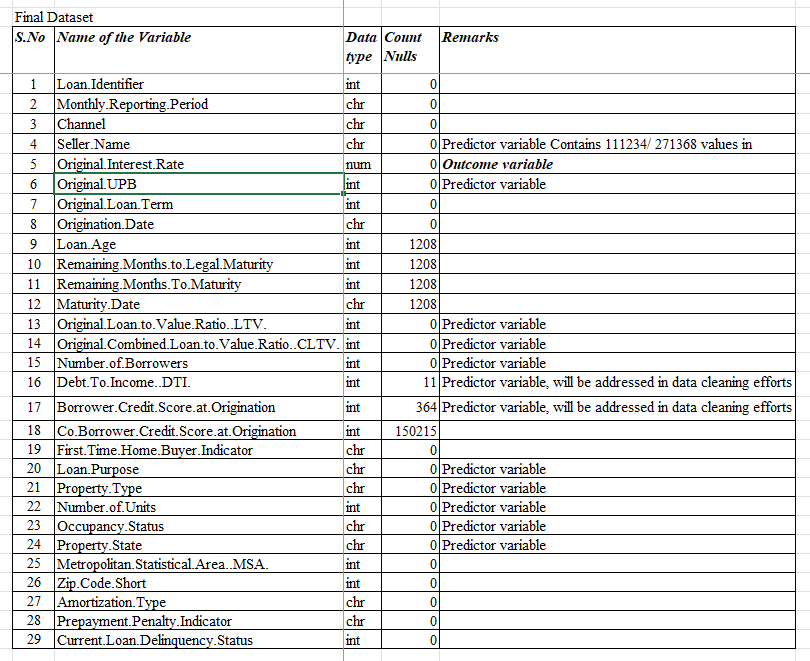 Final Dataset
S.No Name of the Variable Data type Count Nulls Remarks
1 Loan.Identifier int 0
2 Monthly.Reporting.Period chr 0
3 Channel chr 0
4 Seller.Name chr 0 Predictor variable Contains 111234/ 271368 values in
5 Original.Interest.Rate num 0 Outcome variable
6 Original.UPB int 0 Predictor variable
7 Original.Loan.Term int 0
8 Origination.Date chr 0
9 Loan.Age int 1208
10 Remaining.Months.to.Legal.Maturity int 1208
11 Remaining.Months.To.Maturity int 1208
12 Maturity.Date chr 1208
13 Original.Loan.to.Value.Ratio..LTV. int 0 Predictor variable
14 Original.Combined.Loan.to.Value.Ratio..CLTV. int 0 Predictor variable
15 Number.of.Borrowers int 0 Predictor variable
16 Debt.To.Income..DTI. int 11 Predictor variable, will be addressed in data cleaning efforts
17 Borrower.Credit.Score.at.Origination int 364 Predictor variable, will be addressed in data cleaning efforts
18 Co.Borrower.Credit.Score.at.Origination int 150215
19 First.Time.Home.Buyer.Indicator chr 0
20 Loan.Purpose chr 0 Predictor variable
21 Property.Type chr 0 Predictor variable
22 Number.of.Units int 0 Predictor variable
23 Occupancy.Status chr 0 Predictor variable
24 Property.State chr 0 Predictor variable
25 Metropolitan.Statistical.Area..MSA. int 0
26 Zip.Code.Short int 0
27 Amortization.Type chr 0
28 Prepayment.Penalty.Indicator chr 0
29 Current.Loan.Delinquency.Status int 0